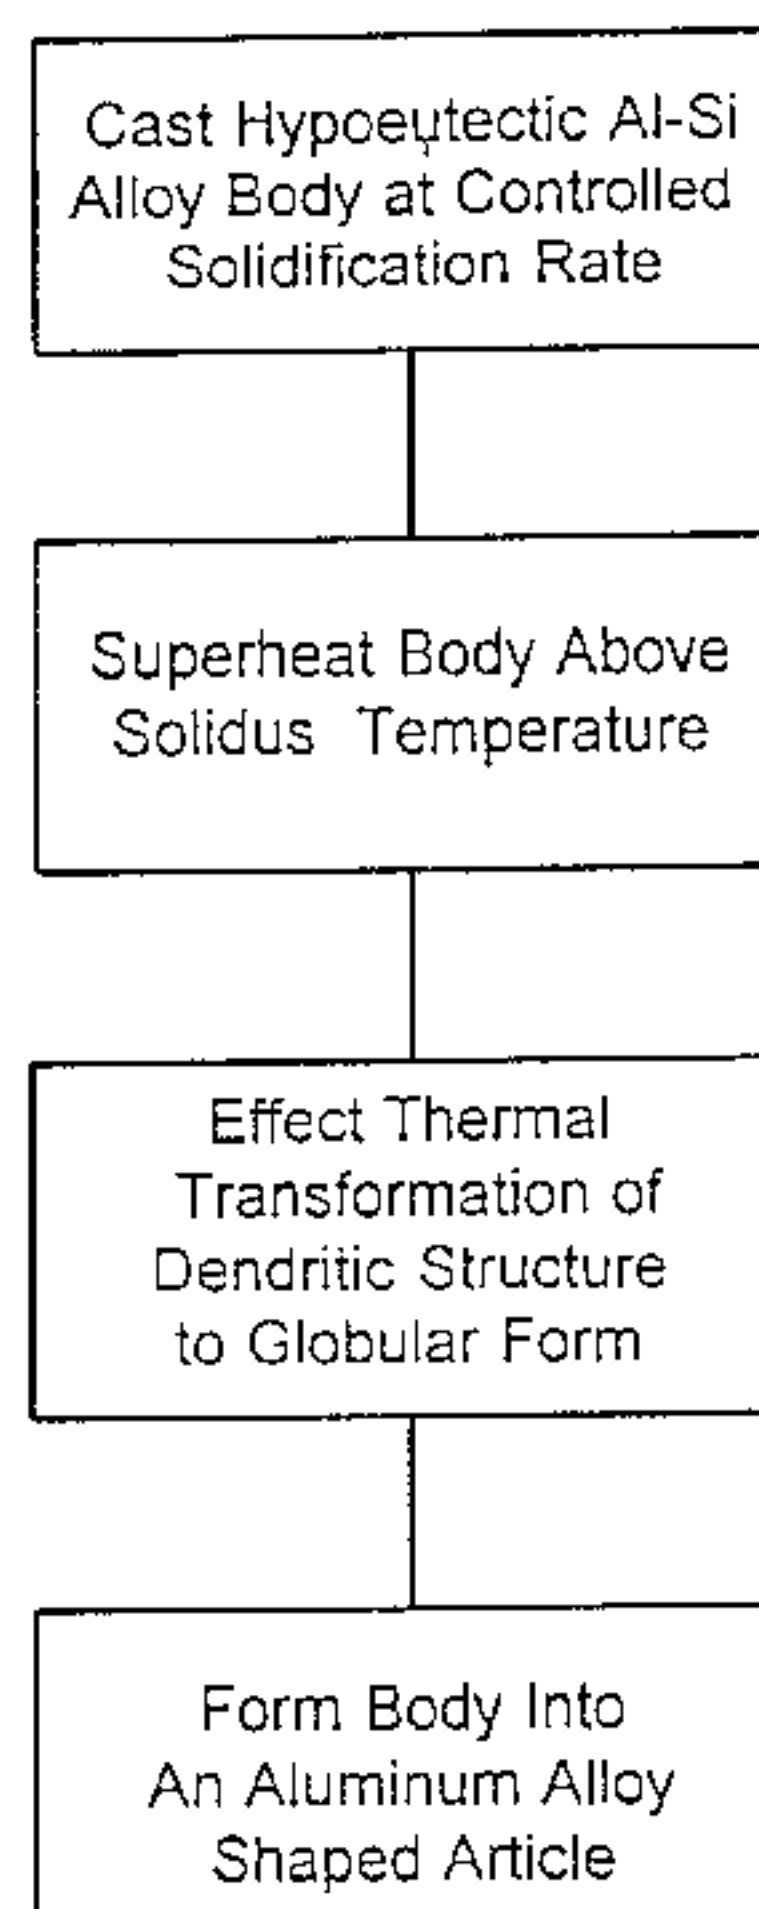 Cast Hypoeutectic Al-Si
Alloy Body at Controlled
Solidification Rate
Superheat Body Above
Solidus Temperature
Effect Thermal
Transformation of
Dendritic Structure
to Globular Form
Form Body Into
An Aluminum Alloy
Shaped Article